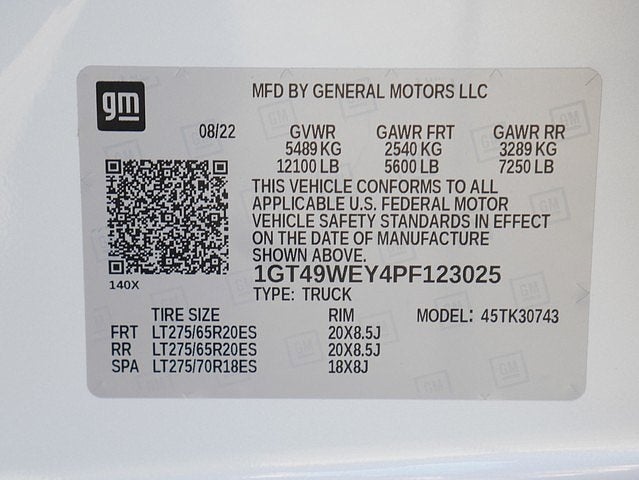 gm
MFD BY GENERAL MOTORS LLC
08/22 GVWR GAWR FRT GAWR RR
5489 KG 2540 KG 3289 KG
12100 LB 5600 LB 7250 LB
THIS VEHICLE CONFORMS TO ALL
APPLICABLE U.S. FEDERAL MOTOR
VEHICLE SAFETY STANDARDS IN EFFECT
ON THE DATE OF MANUFACTURE
SHOWN ABOVE.
140X
1GT49WEY4PF123025
TYPE: TRUCK
TIRE SIZE RIM MODEL: 45TK30743
FRT LT275/65R20ES 20X8.5J
RR LT275/65R20ES 20X8.5J
SPA LT275/70R18ES 18X8J